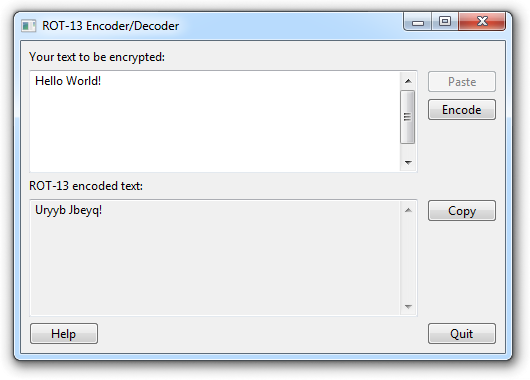 ROT-13 Encoder/Decoder
Your text to be encrypted:
Hello World!
Paste
Encode
ROT-13 encoded text:
Uryyb Jbeyq!
Copy
Help
Quit